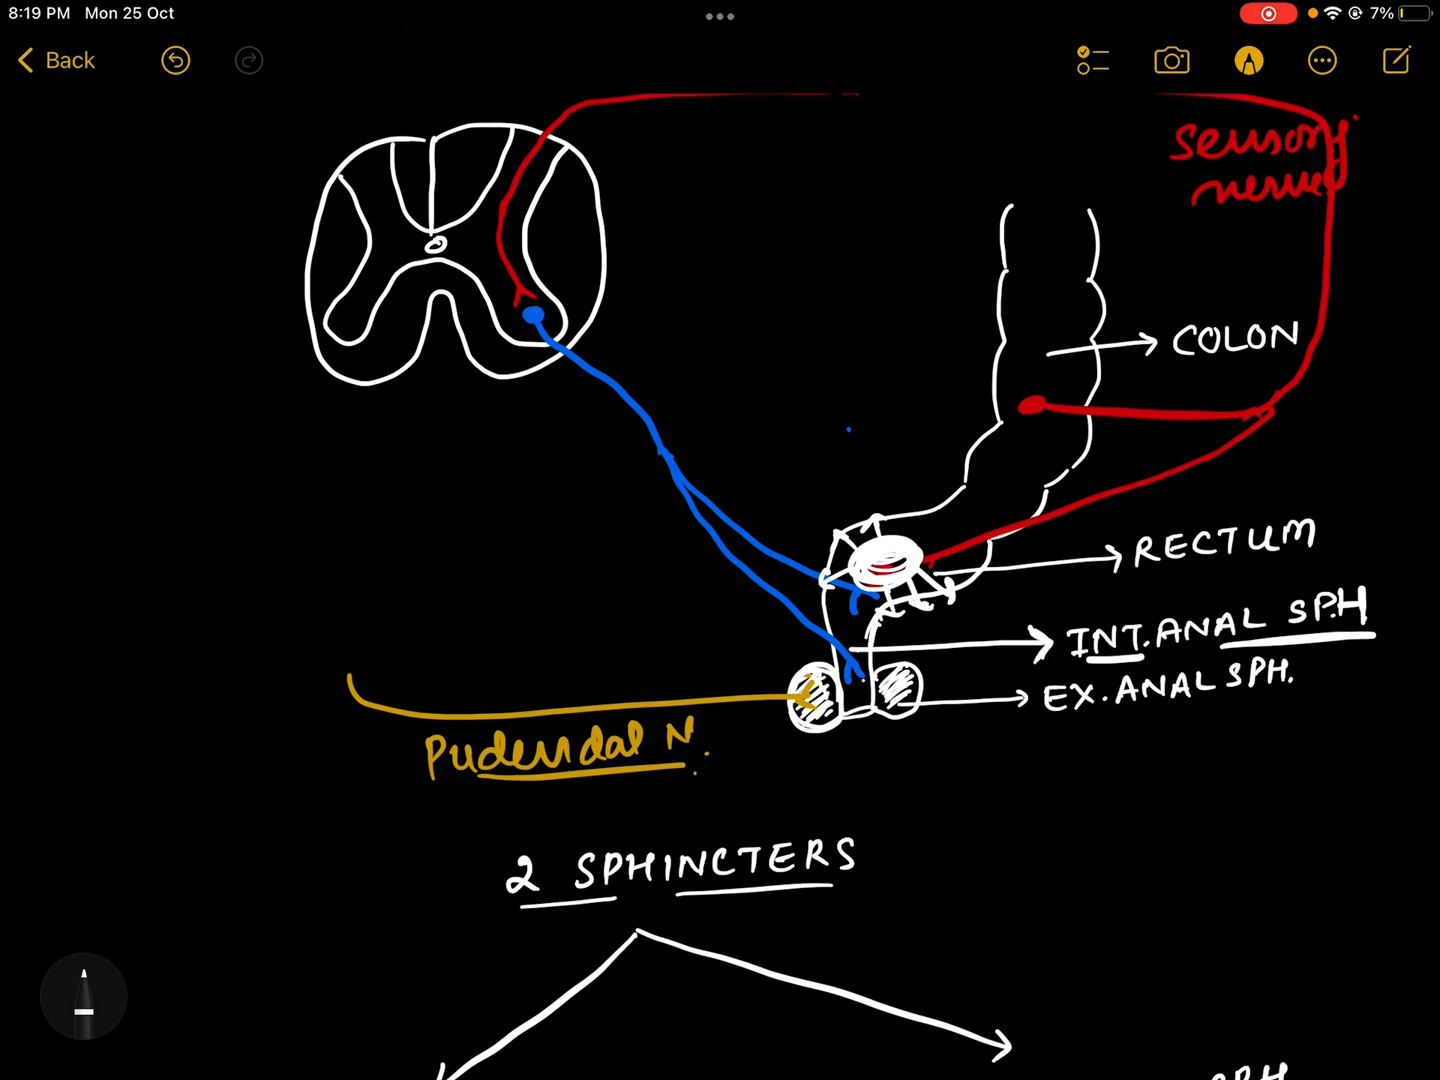 8:19 PM Mon 25 Oct
7%
Back
sensory
nerve
COLON
RECTUM
INT. ANAL SPH
EX. ANAL SPH.
Pudendal N.
2 SPHINCTERS
SPH